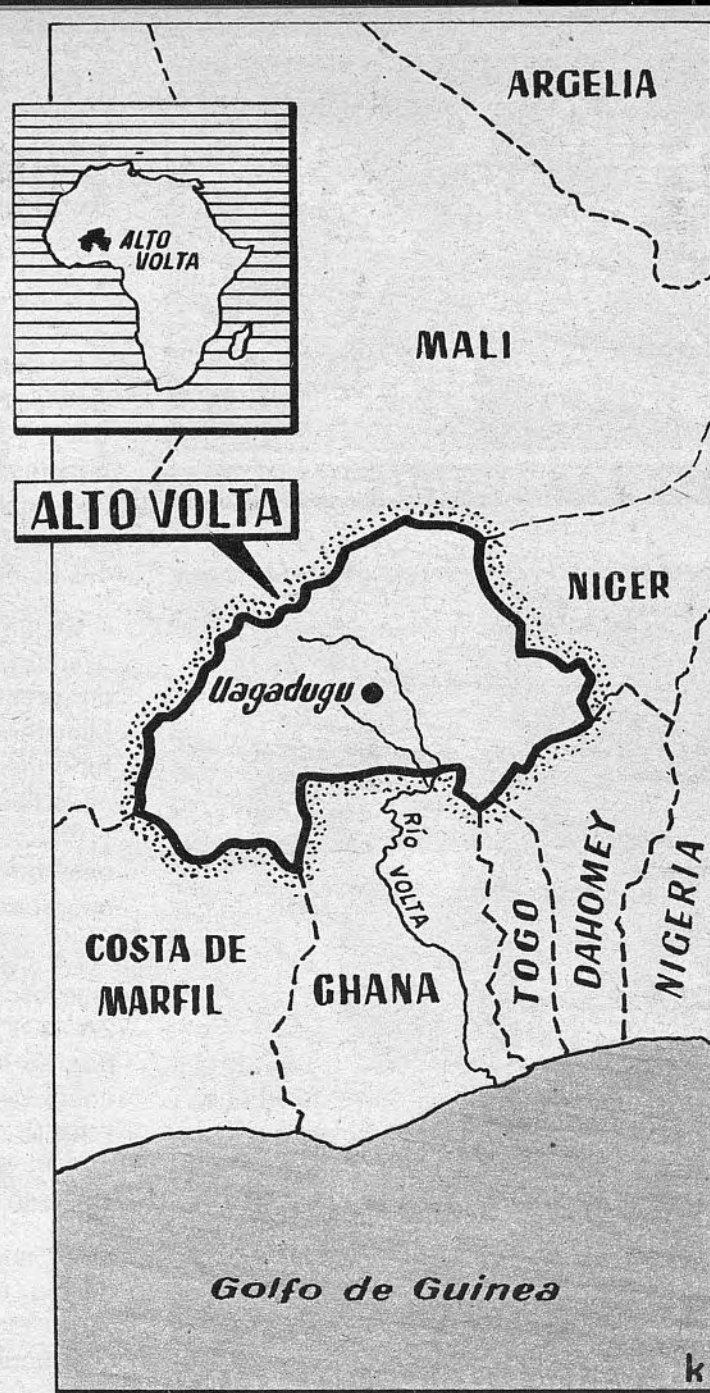 ARGELIA
ALTO
VOLTA
MALI
ALTO VOLTA
NIGER
Uagadugu
RÍO
VOLTA
COSTA DE
MARFIL
GHANA
TOGO
DAHOMEY
NIGERIA
Golfo de Guinea
k